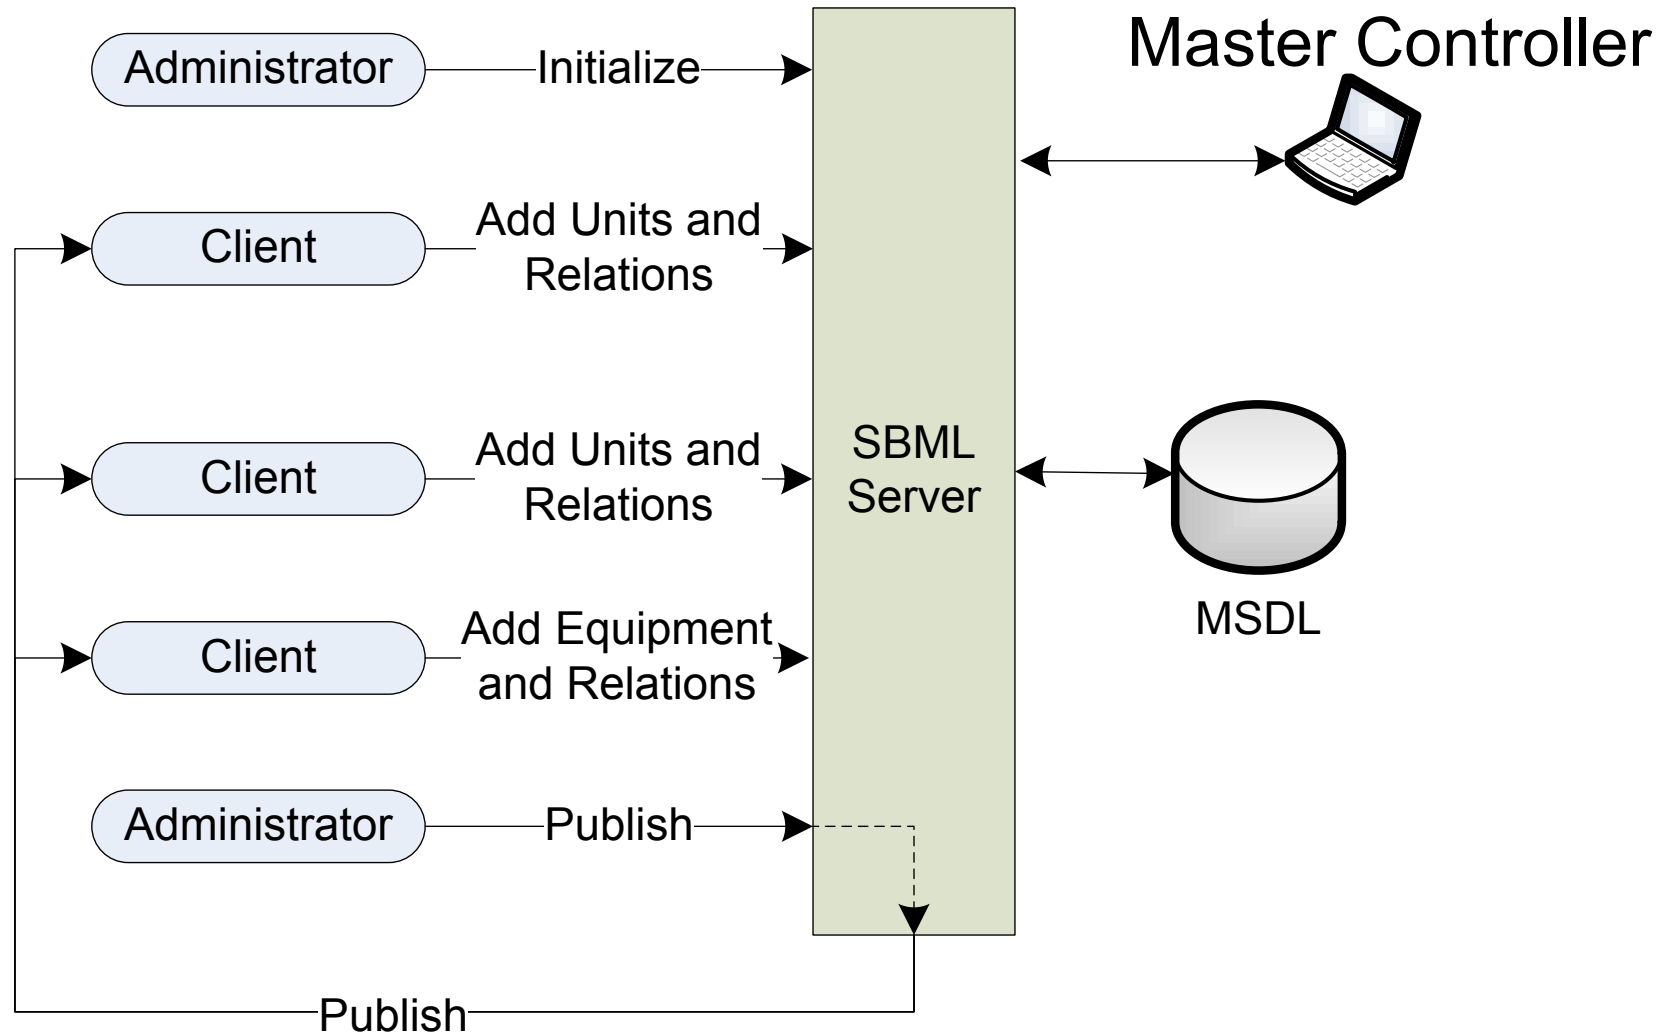 Master Controller
Administrator
Initialize
Client
Add Units and
Relations
Client
Add Units and
Relations
SBML
Server
Client
Add Equipment
and Relations
MSDL
Administrator
Publish
Publish